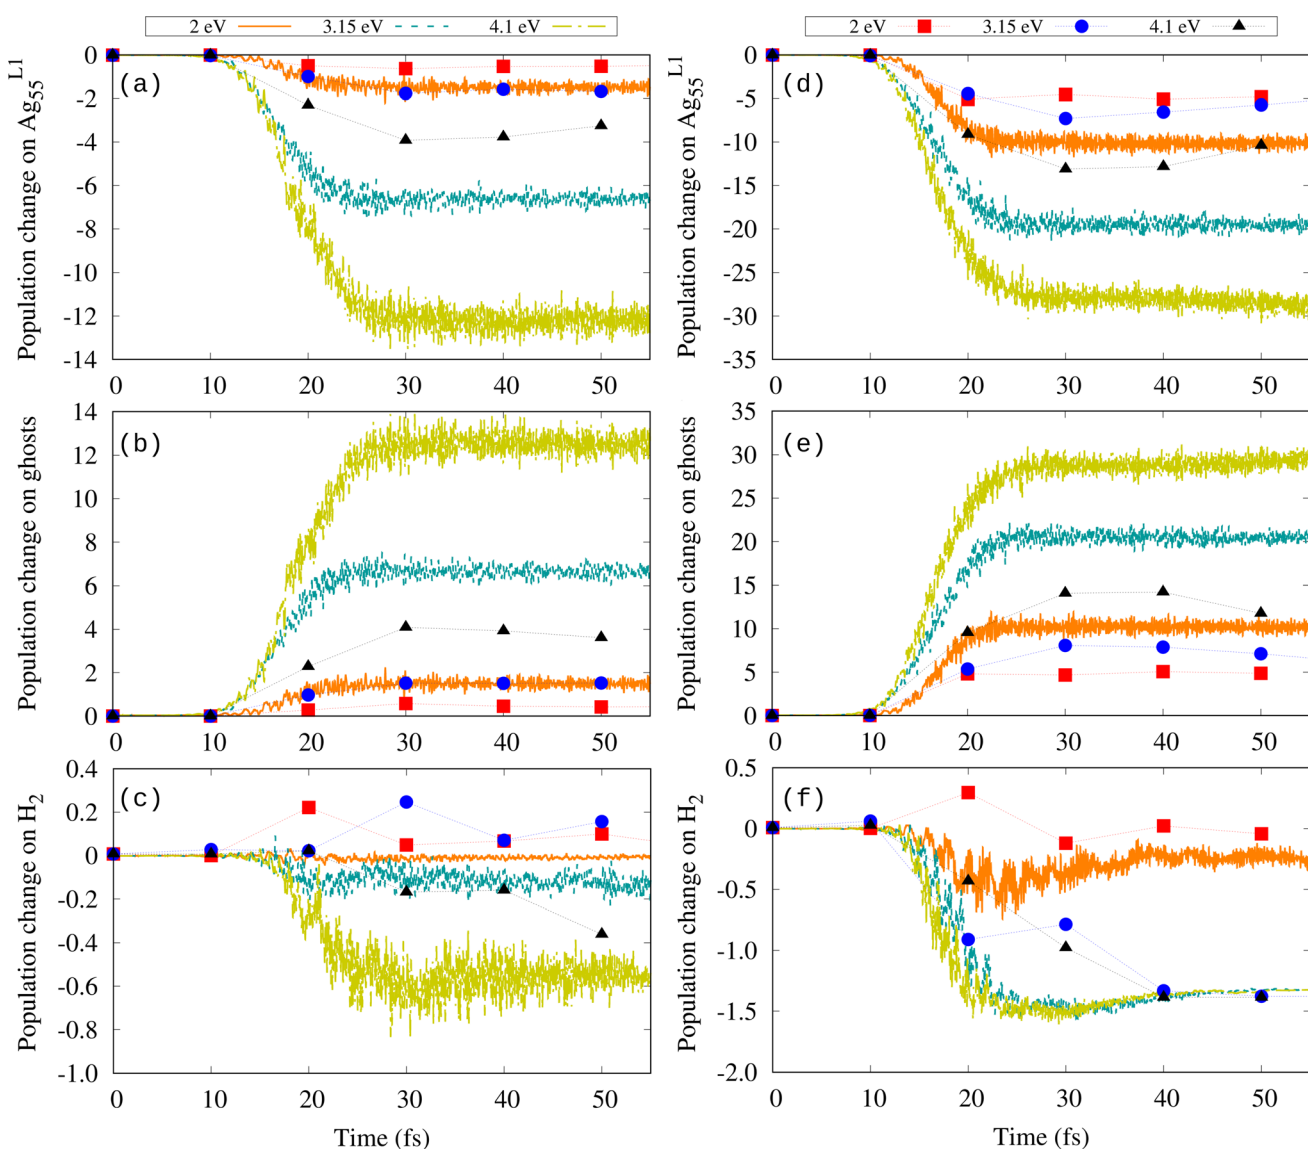 2 eV 3.15 eV 4.1 eV
2 eV 3.15 eV 4.1 eV
(a)
Population change on Ag₅₅ᴸ¹
0 -2 -4 -6 -8 -10 -12 -14
0 10 20 30 40 50
(d)
Population change on Ag₅₅ᴸ¹
0 -5 -10 -15 -20 -25 -30 -35
0 10 20 30 40 50
(b)
Population change on ghosts
14 12 10 8 6 4 2 0
0 10 20 30 40 50
(e)
Population change on ghosts
35 30 25 20 15 10 5 0
0 10 20 30 40 50
(c)
Population change on H₂
0.4 0.2 0 -0.2 -0.4 -0.6 -0.8 -1.0
0 10 20 30 40 50
Time (fs)
(f)
Population change on H₂
0.5 0 -0.5 -1.0 -1.5 -2.0
0 10 20 30 40 50
Time (fs)